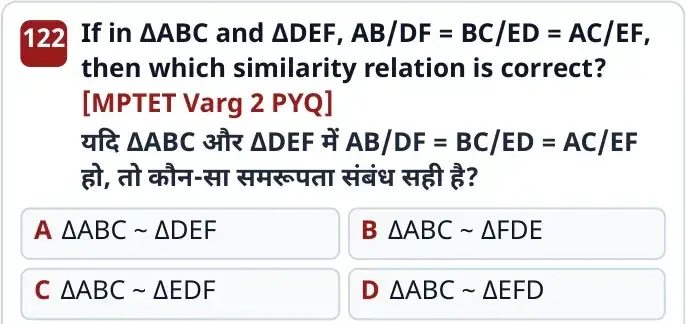 122 If in ΔABC and ΔDEF, AB/DF = BC/ED = AC/EF,
then which similarity relation is correct?
[MPTET Varg 2 PYQ]
यदि ΔABC और ΔDEF में AB/DF = BC/ED = AC/EF
हो, तो कौन-सा समरूपता संबंध सही है?
A ΔABC ~ ΔDEF B ΔABC ~ ΔFDE
C ΔABC ~ ΔEDF D ΔABC ~ ΔEFD